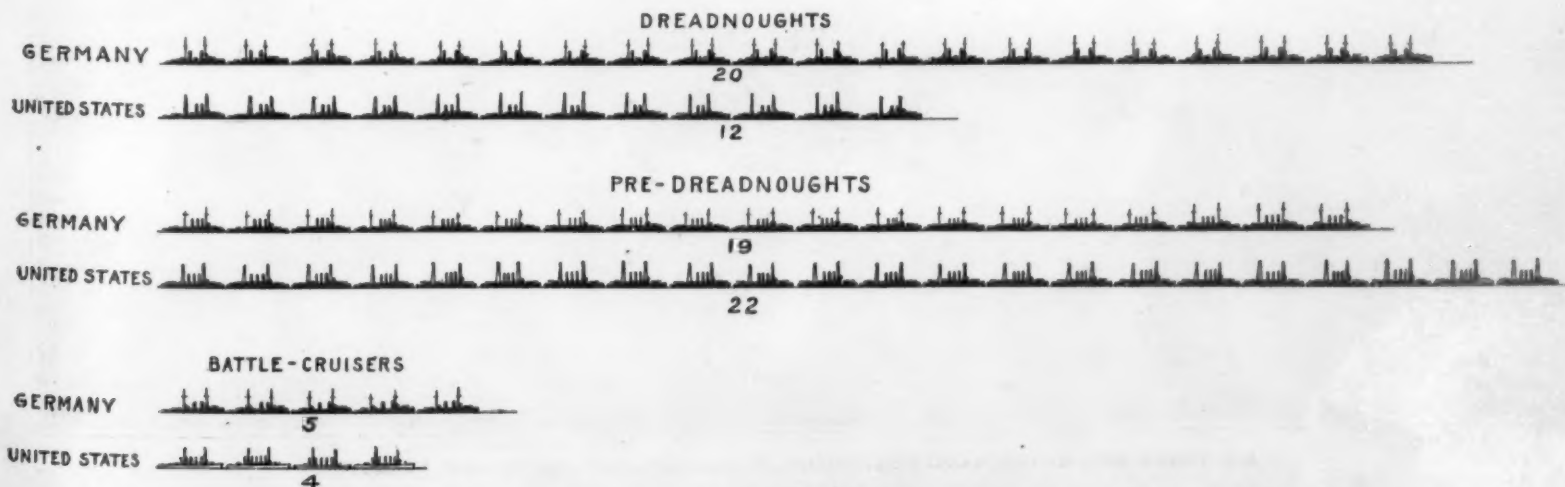 DREADNOUGHTS
GERMANY
20
UNITED STATES
12
PRE-DREADNOUGHTS
GERMANY
19
UNITED STATES
22
BATTLE-CRUISERS
GERMANY
5
UNITED STATES
4